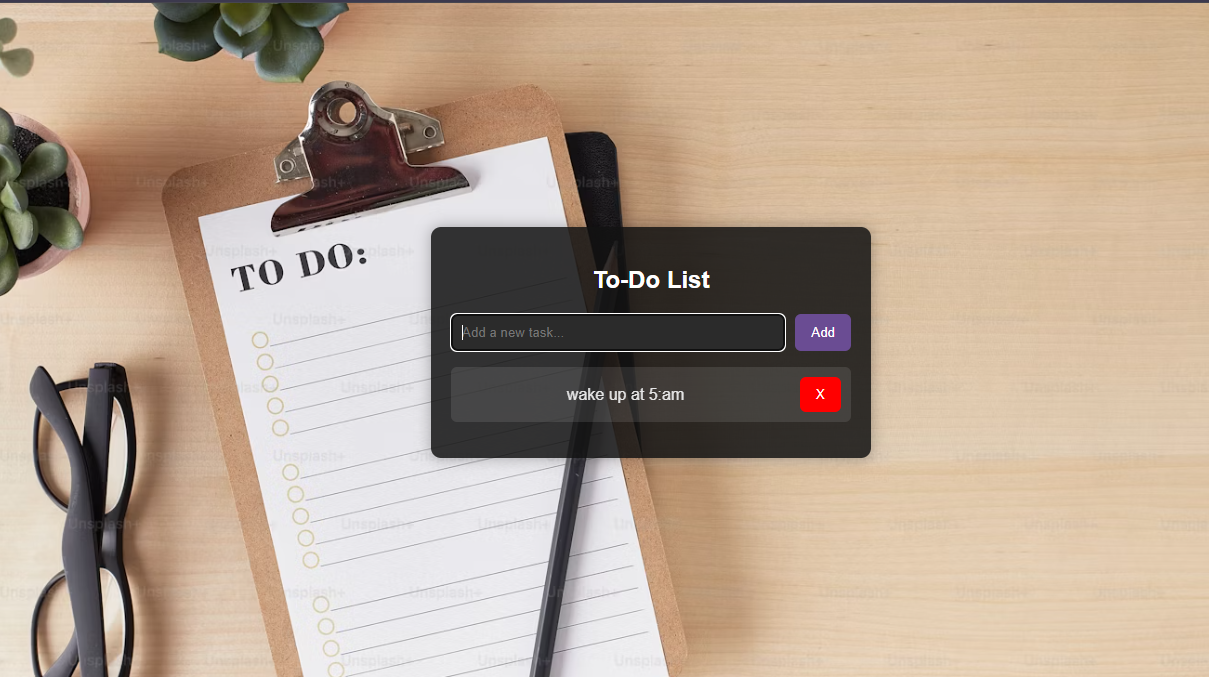 TO DO:
To-Do List
Add a new task...
Add
wake up at 5:am
X
Unsplash+